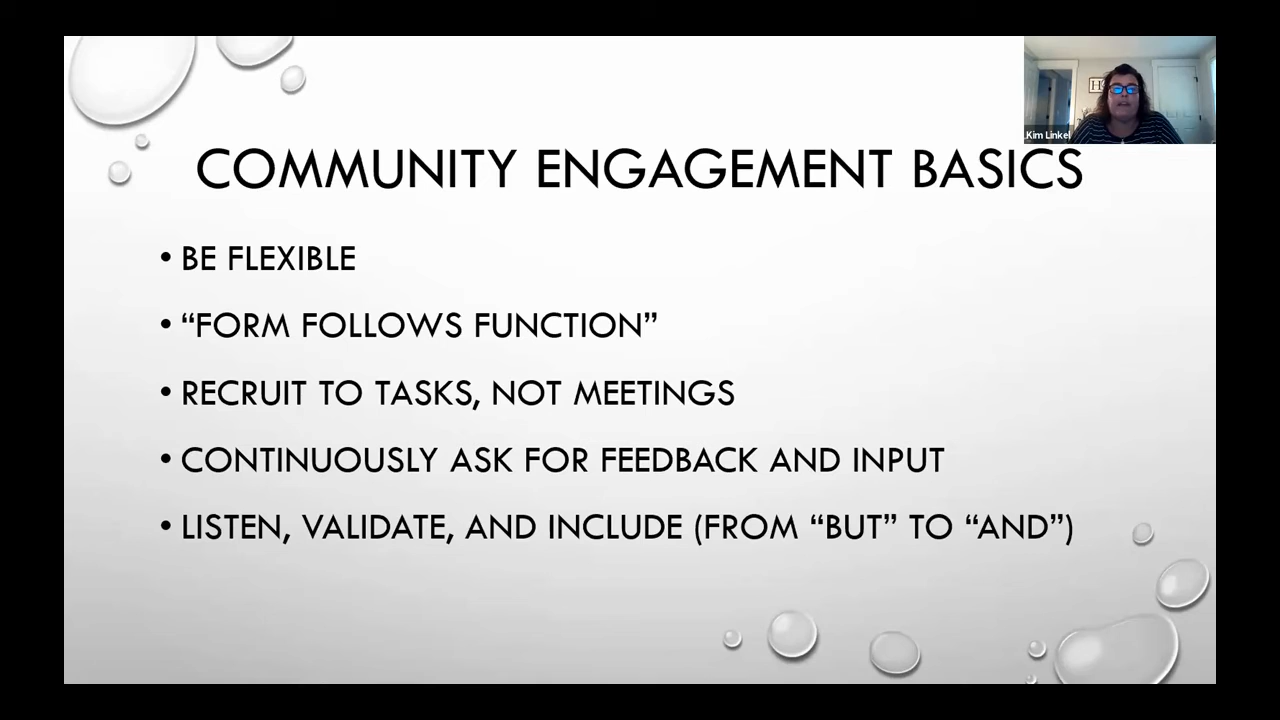 Kim Linkel
COMMUNITY ENGAGEMENT BASICS
• BE FLEXIBLE
• “FORM FOLLOWS FUNCTION”
• RECRUIT TO TASKS, NOT MEETINGS
• CONTINUOUSLY ASK FOR FEEDBACK AND INPUT
• LISTEN, VALIDATE, AND INCLUDE (FROM “BUT” TO “AND”)